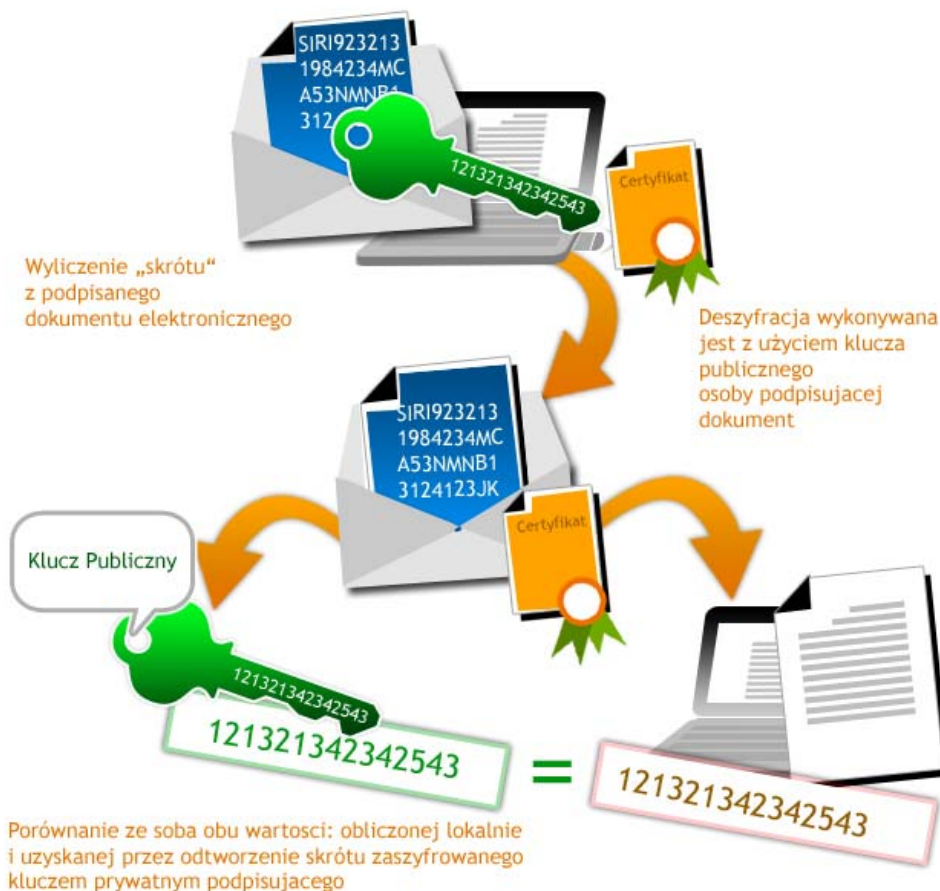 SIRI923213
1984234MC
A53NMNB1
312
121321342342543
Certyfikat
Wyliczenie „skrótu“
z podpisanego
dokumentu elektronicznego
Deszyfracja wykonywana
jest z użyciem klucza
publicznego
osoby podpisujacej
dokument
SIRI923213
1984234MC
A53NMNB1
3124123JK
Certyfikat
Klucz Publiczny
121321342342543
121321342342543
=
121321342342543
Porównanie ze soba obu wartosci: obliczonej lokalnie
i uzyskanej przez odtworzenie skrótu zaszyfrowanego
kluczem prywatnym podpisujacego